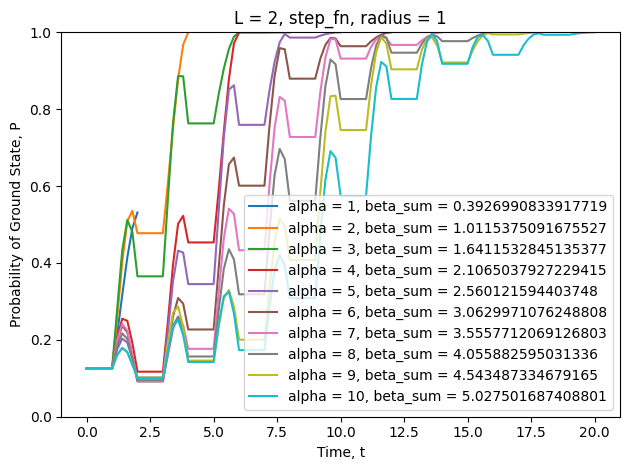 L = 2, step_fn, radius = 1
Probability of Ground State, P
1.0
0.8
0.6
0.4
0.2
0.0
alpha = 1, beta_sum = 0.3926990833917719
alpha = 2, beta_sum = 1.0115375091675527
alpha = 3, beta_sum = 1.6411532845135377
alpha = 4, beta_sum = 2.1065037927229415
alpha = 5, beta_sum = 2.560121594403748
alpha = 6, beta_sum = 3.0629971076248808
alpha = 7, beta_sum = 3.5557712069126803
alpha = 8, beta_sum = 4.055882595031336
alpha = 9, beta_sum = 4.543487334679165
alpha = 10, beta_sum = 5.027501687408801
0.0 2.5 5.0 7.5 10.0 12.5 15.0 17.5 20.0
Time, t